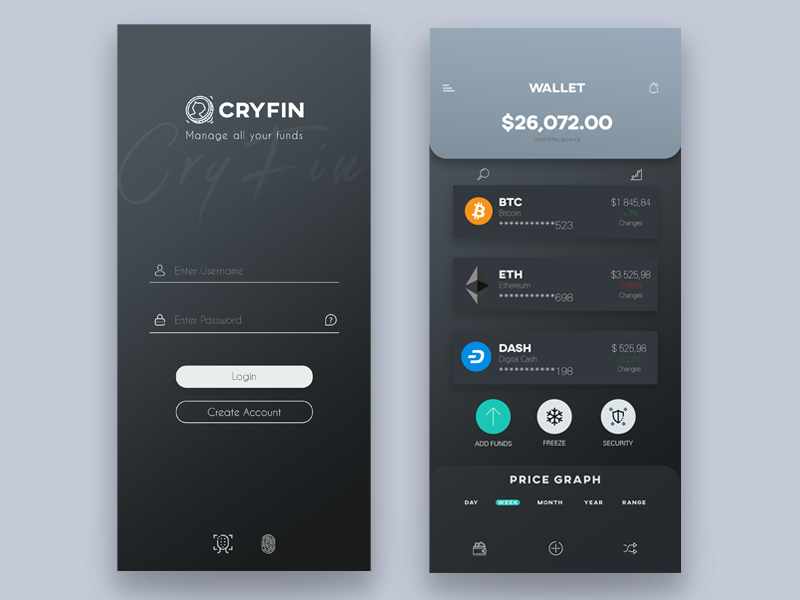 CRYFIN
Manage all your funds
CryFin
Enter Username
Enter Password
?
Login
Create Account
WALLET
$26,072.00
YOUR TOTAL BALANCE
BTC
Bitcoin
***********523
$1 845,84
+3%
Changes
ETH
Ethereum
***********698
$3.525,98
-0.06%
Changes
DASH
Digital Cash
***********198
$ 525,98
+5.22%
Changes
ADD FUNDS
FREEZE
SECURITY
PRICE GRAPH
DAY WEEK MONTH YEAR RANGE